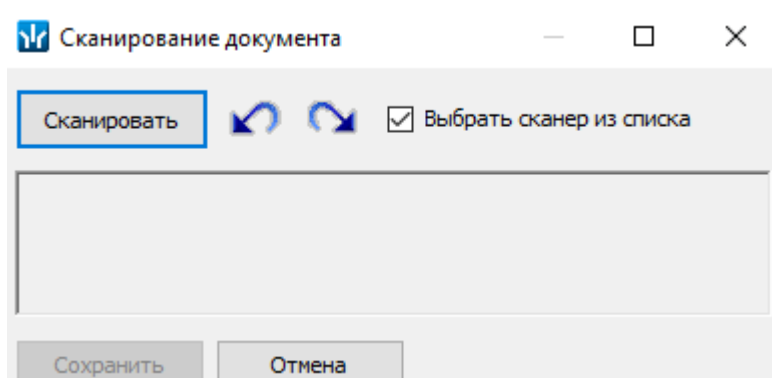 Сканирование документа
Сканировать
Выбрать сканер из списка
Сохранить
Отмена